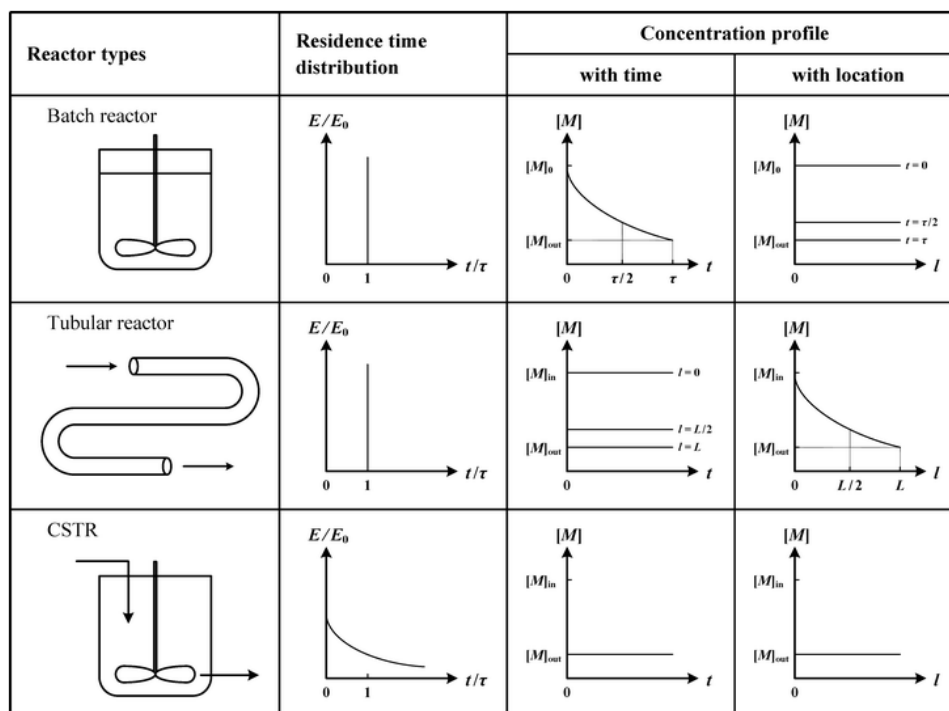 Reactor types
Residence time
distribution
Concentration profile
with time
with location
Batch reactor
E/E₀
0
1
t/τ
[M]
[M]₀
[M]out
0
τ/2
τ
t
[M]
[M]₀
t = 0
t = τ/2
[M]out
t = τ
0
l
Tubular reactor
E/E₀
0
1
t/τ
[M]
[M]in
l = 0
l = L/2
[M]out
l = L
0
t
[M]
[M]in
[M]out
0
L/2
L
l
CSTR
E/E₀
0
1
t/τ
[M]
[M]in
[M]out
0
t
[M]
[M]in
[M]out
0
l